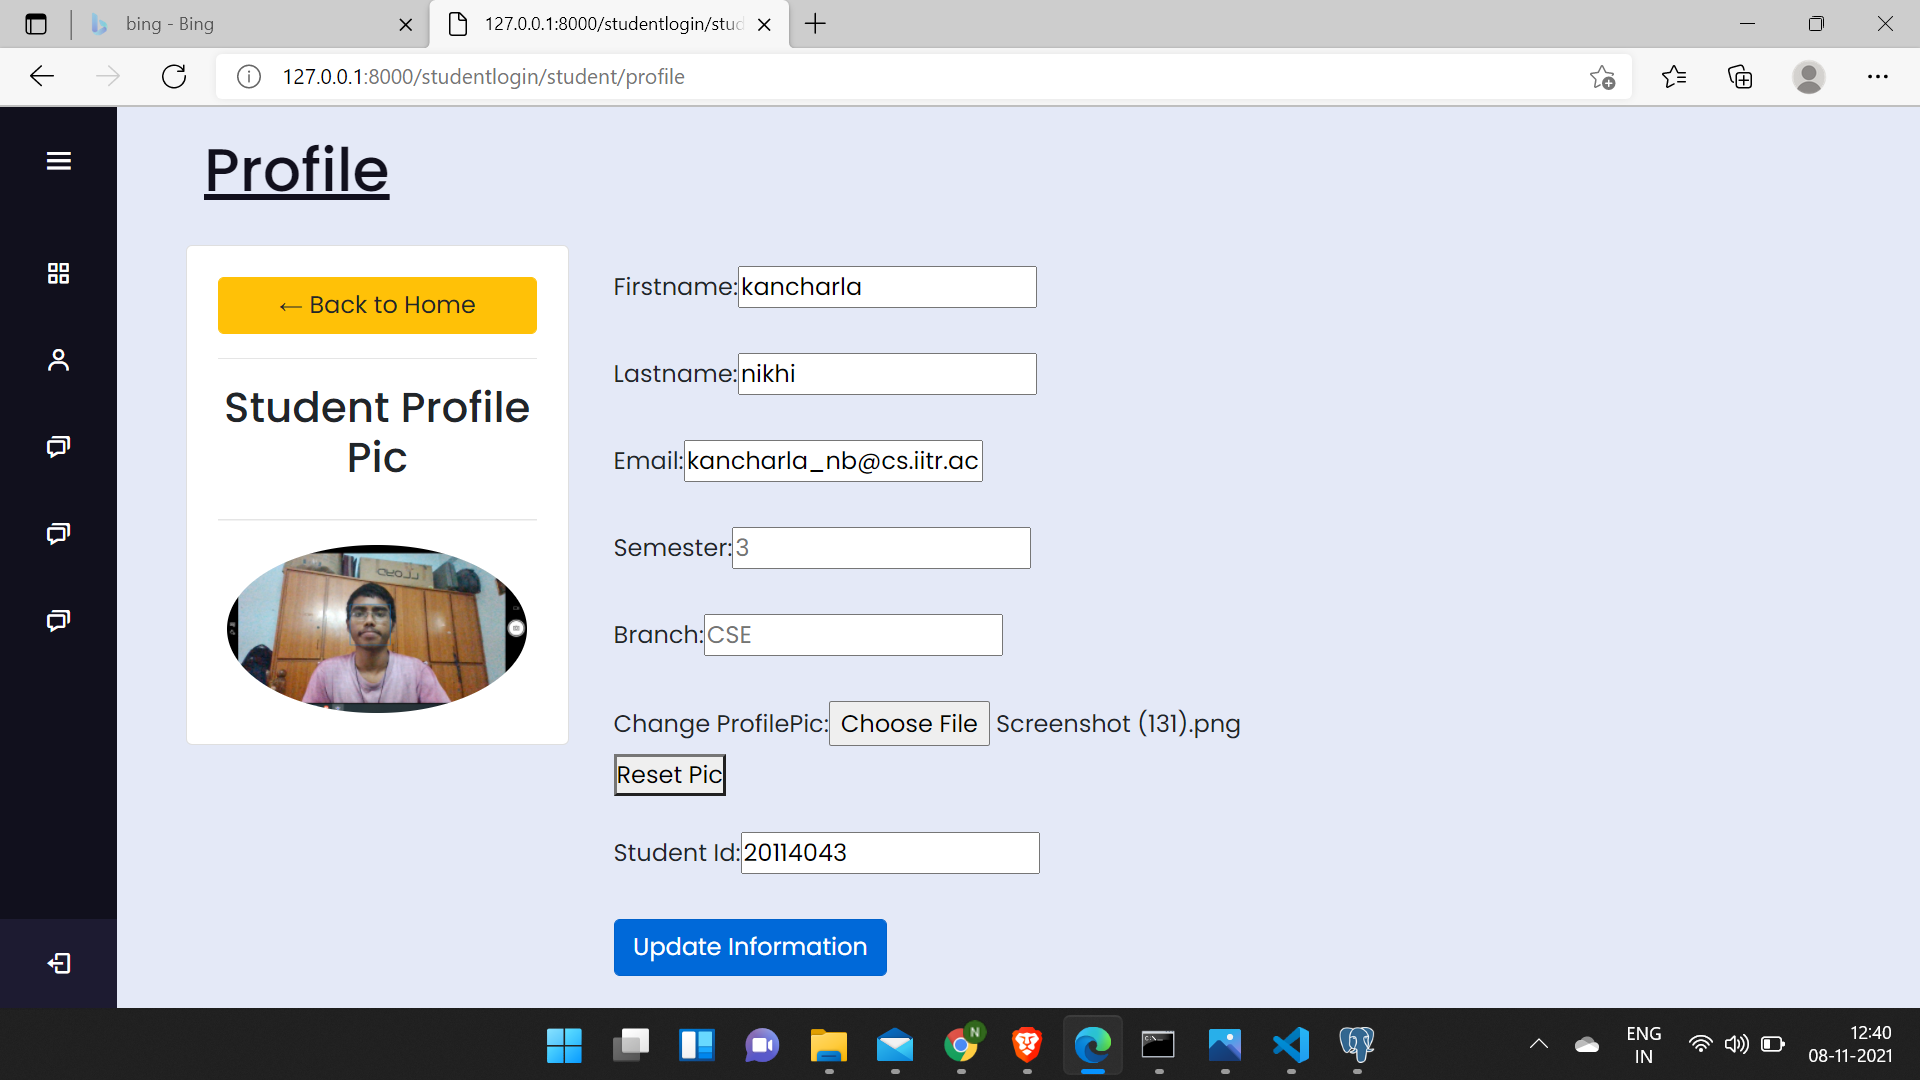 bing - Bing
127.0.0.1:8000/studentlogin/stud
127.0.0.1:8000/studentlogin/student/profile
Profile
← Back to Home
Student Profile
Pic
Firstname:kancharla
Lastname:nikhi
Email:kancharla_nb@cs.iitr.ac
Semester:3
Branch:CSE
Change ProfilePic:Choose File Screenshot (131).png
Reset Pic
Student Id:20114043
Update Information
N
ENG
IN
12:40
08-11-2021